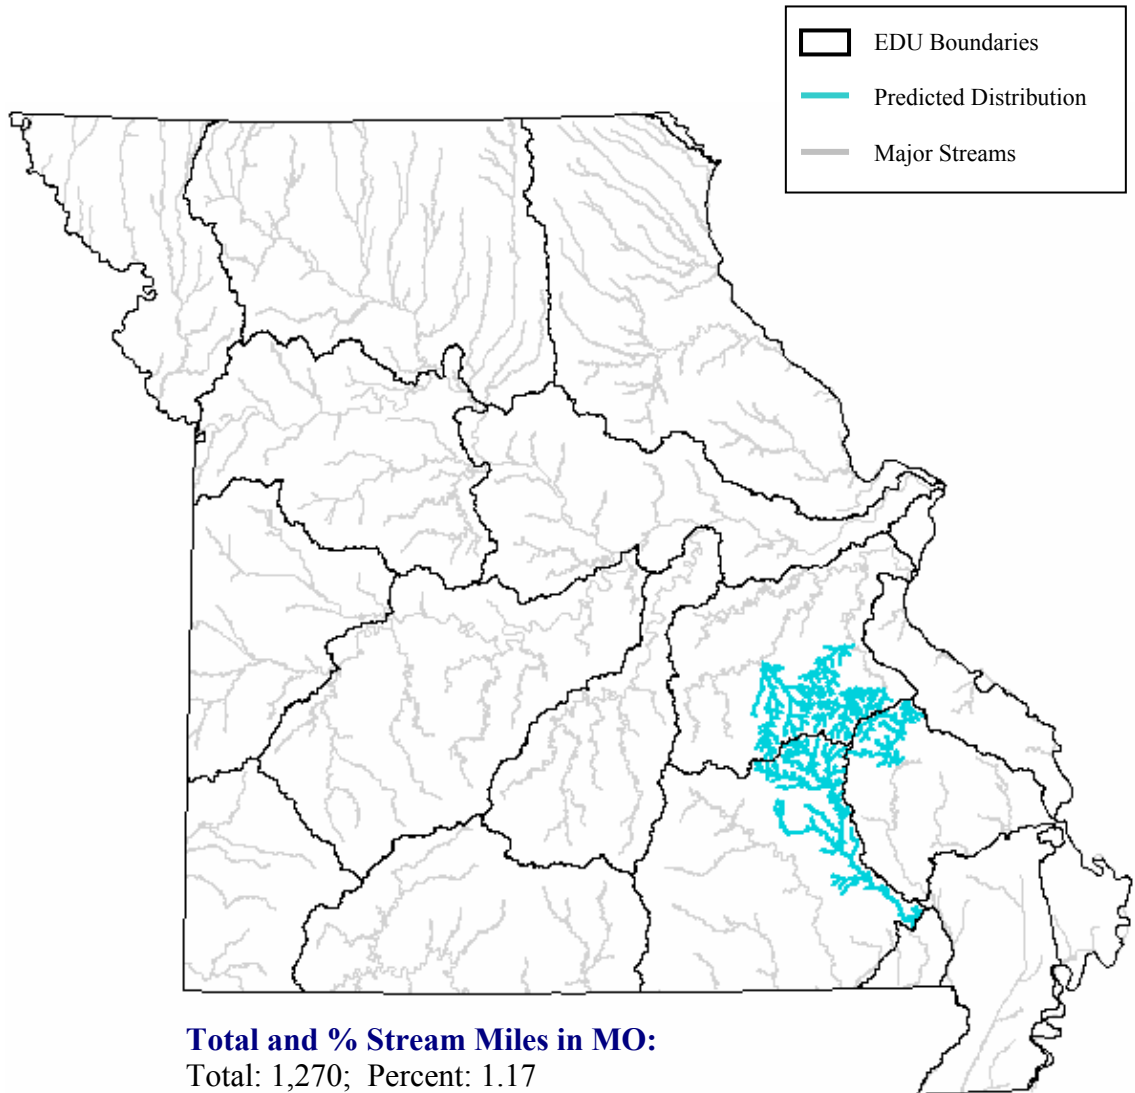 EDU Boundaries
Predicted Distribution
Major Streams
Total and % Stream Miles in MO:
Total: 1,270; Percent: 1.17